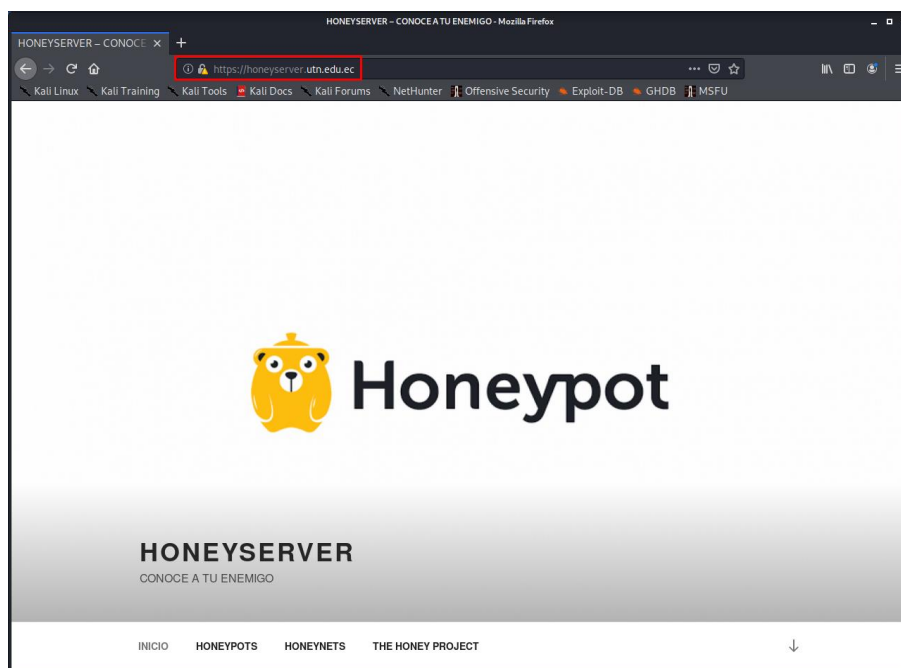 HONEYSERVER – CONOCE A TU ENEMIGO - Mozilla Firefox
HONEYSERVER – CONOCE
https://honeyserver.utn.edu.ec
Kali Linux Kali Training Kali Tools Kali Docs Kali Forums NetHunter Offensive Security Exploit-DB GHDB MSFU
Honeypot
HONEYSERVER
CONOCE A TU ENEMIGO
INICIO HONEYPOTS HONEYNETS THE HONEY PROJECT